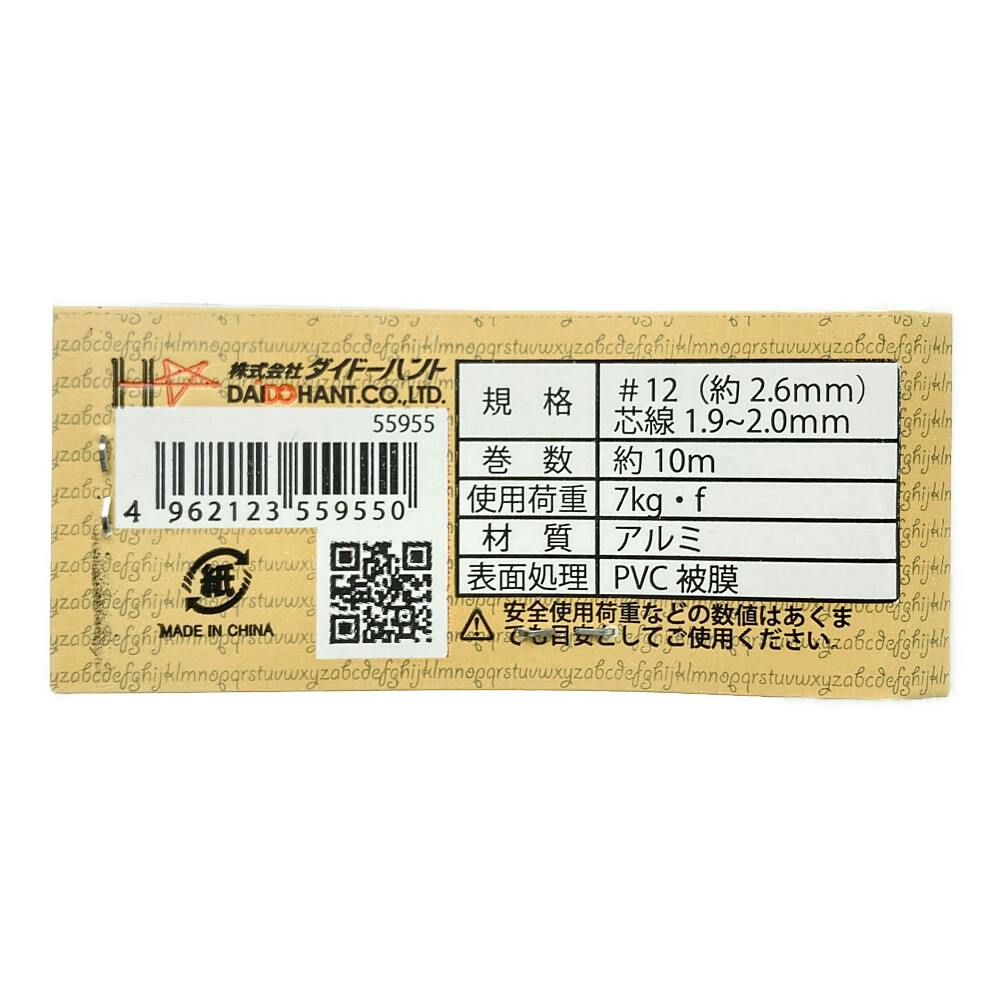 株式会社 ダイドーハント
DAIDOHANT.CO.,LTD.
55955
4 962123 559550
紙
MADE IN CHINA
規 格 #12（約 2.6mm）
芯線 1.9~2.0mm
巻 数 約 10m
使用荷重 7kg・f
材 質 アルミ
表面処理 PVC 被膜
安全使用荷重などの数値はあくま
でも目安としてご使用ください。